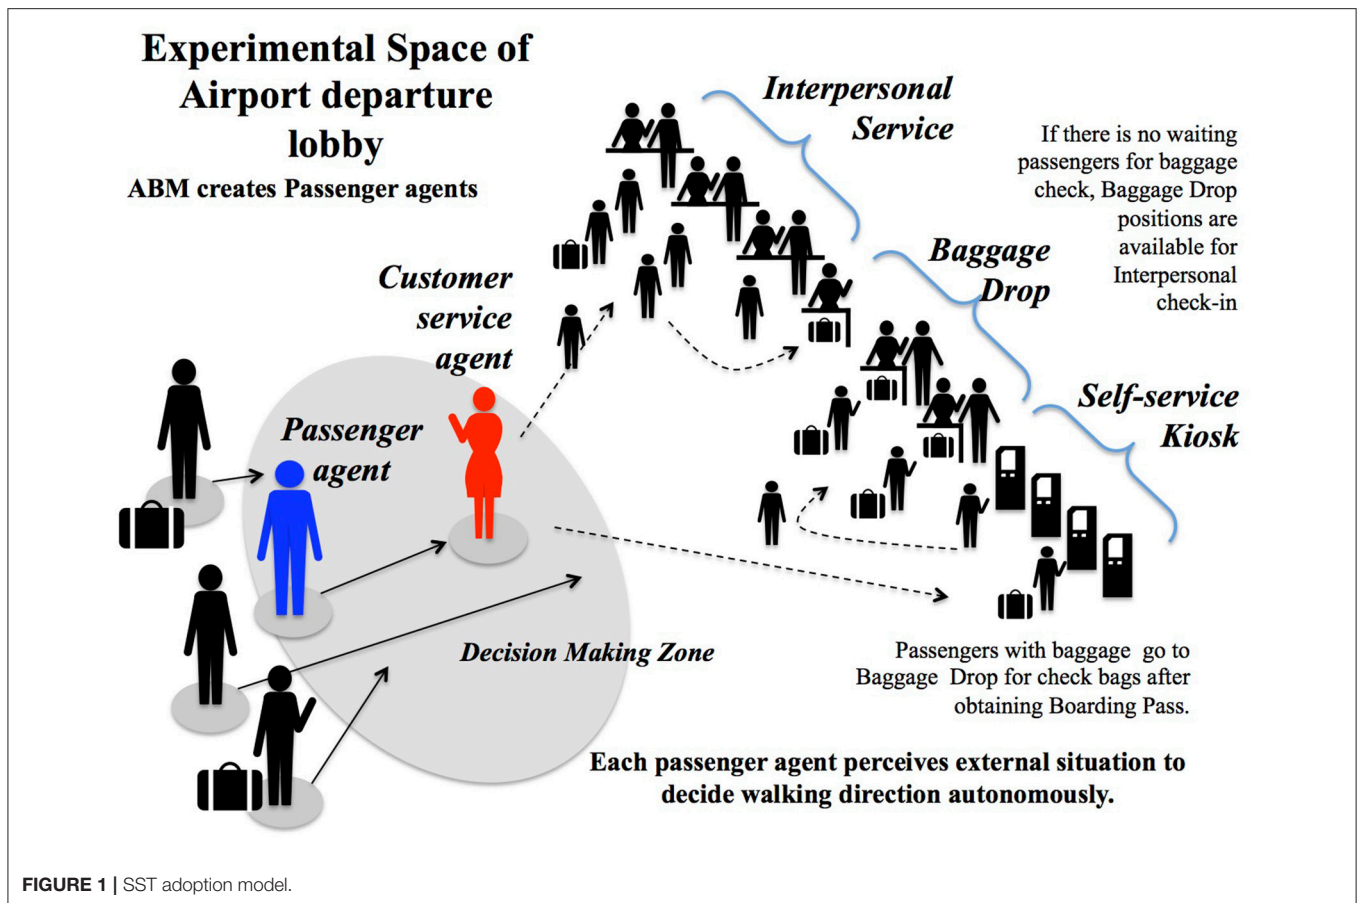 Experimental Space of
Airport departure
lobby
ABM creates Passenger agents
Interpersonal
Service
If there is no waiting
passengers for baggage
check, Baggage Drop
positions are
available for
Interpersonal
check-in
Baggage
Drop
Customer
service
agent
Self-service
Kiosk
Passenger
agent
Decision Making Zone
Passengers with baggage go to
Baggage Drop for check bags after
obtaining Boarding Pass.
Each passenger agent perceives external situation to
decide walking direction autonomously.
FIGURE 1 | SST adoption model.